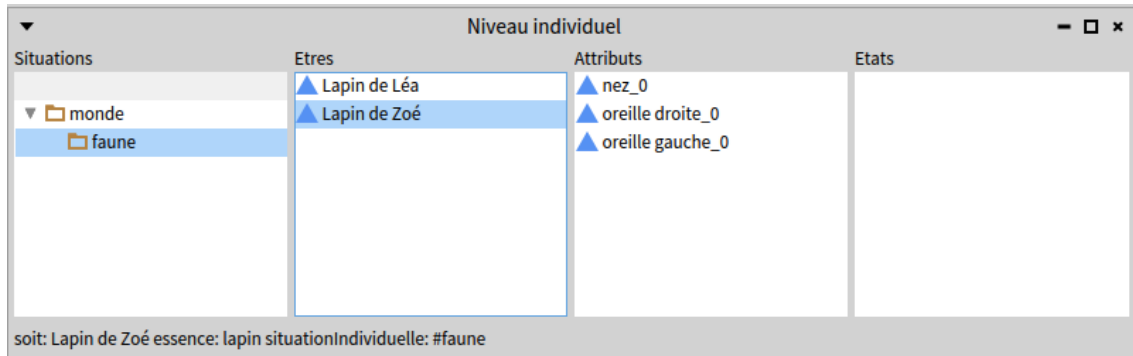 Niveau individuel
Situations Etres Attributs Etats
Lapin de Léa nez_0
monde Lapin de Zoé oreille droite_0
faune oreille gauche_0
soit: Lapin de Zoé essence: lapin situationIndividuelle: #faune